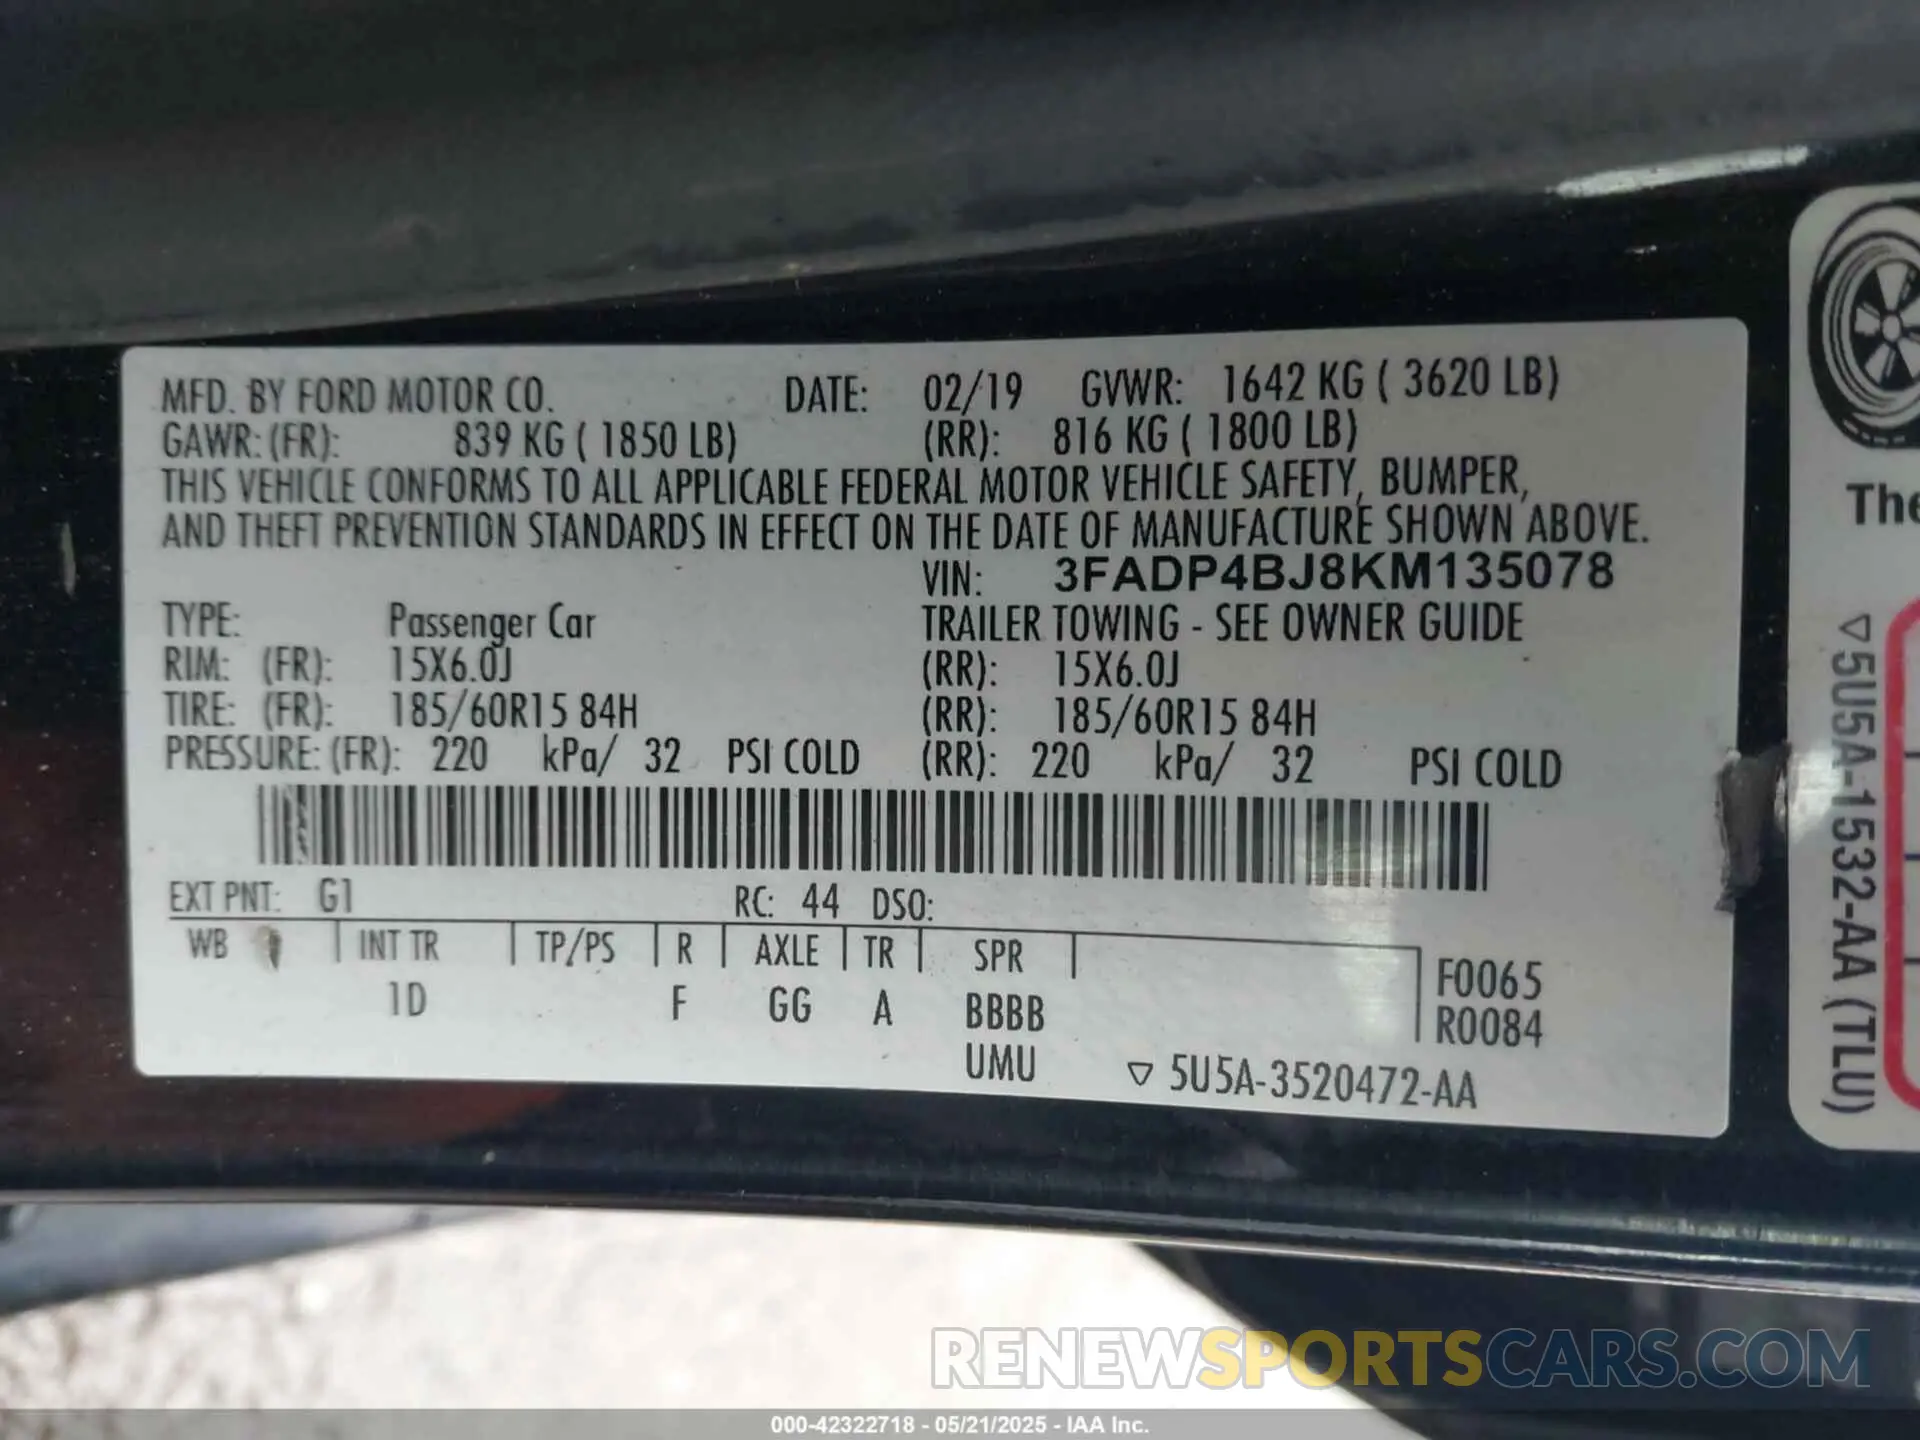 MFD. BY FORD MOTOR CO. DATE: 02/19 GVWR: 1642 KG ( 3620 LB)
GAWR: (FR): 839 KG ( 1850 LB) (RR): 816 KG ( 1800 LB)
THIS VEHICLE CONFORMS TO ALL APPLICABLE FEDERAL MOTOR VEHICLE SAFETY, BUMPER,
AND THEFT PREVENTION STANDARDS IN EFFECT ON THE DATE OF MANUFACTURE SHOWN ABOVE.
VIN: 3FADP4BJ8KM135078
TYPE: Passenger Car TRAILER TOWING - SEE OWNER GUIDE
RIM: (FR): 15X6.0J (RR): 15X6.0J
TIRE: (FR): 185/60R15 84H (RR): 185/60R15 84H
PRESSURE: (FR): 220 kPa/ 32 PSI COLD (RR): 220 kPa/ 32 PSI COLD
EXT PNT: G1 RC: 44 DSO:
WB INT TR TP/PS R AXLE TR SPR
1D F GG A BBBB
UMU
F0065
R0084
▽ 5U5A-3520472-AA
The
▽5U5A-1532-AA (TLU)
RENEWSPORTSCARS.COM
000-42322718 - 05/21/2025 - IAA Inc.